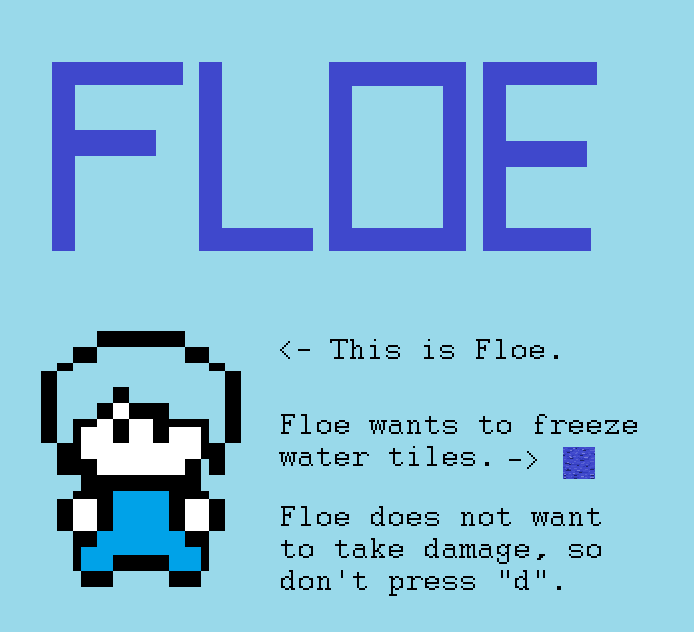 FLOE
<- This is Floe.
Floe wants to freeze
water tiles. ->
Floe does not want
to take damage, so
don't press "d".